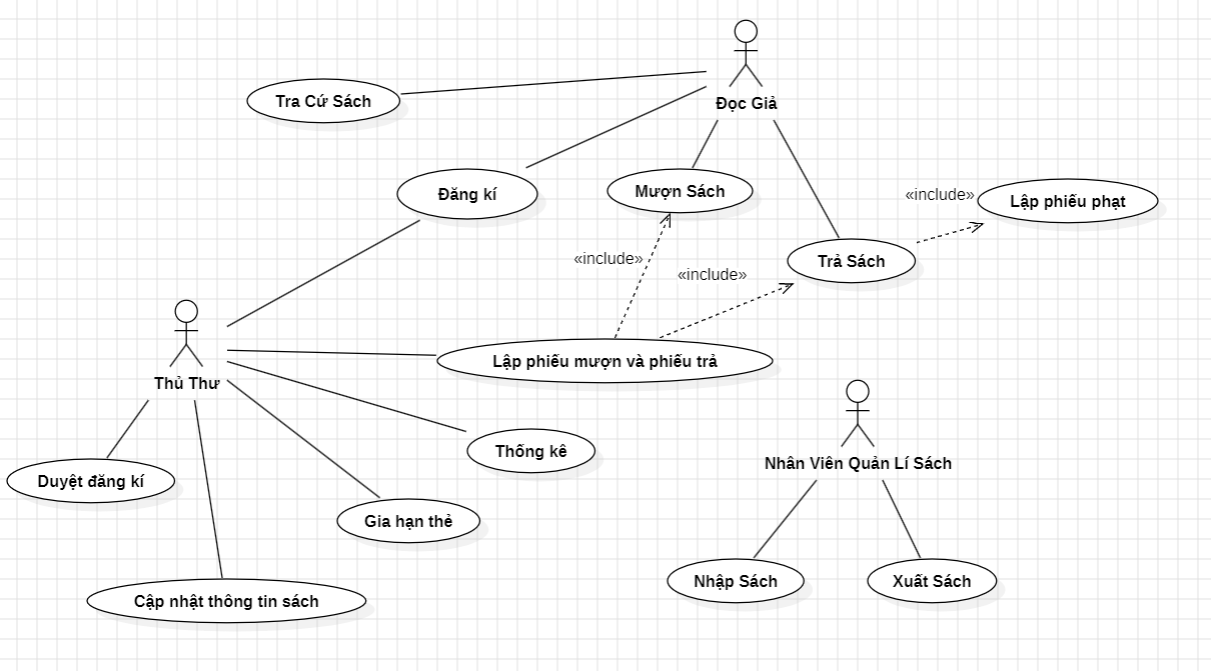 Tra Cứ Sách
Đọc Giả
Đăng kí
Mượn Sách
«include»
Lập phiếu phạt
Trả Sách
«include»
«include»
Thủ Thư
Lập phiếu mượn và phiếu trả
Thống kê
Nhân Viên Quản Lí Sách
Duyệt đăng kí
Gia hạn thẻ
Nhập Sách
Xuất Sách
Cập nhật thông tin sách